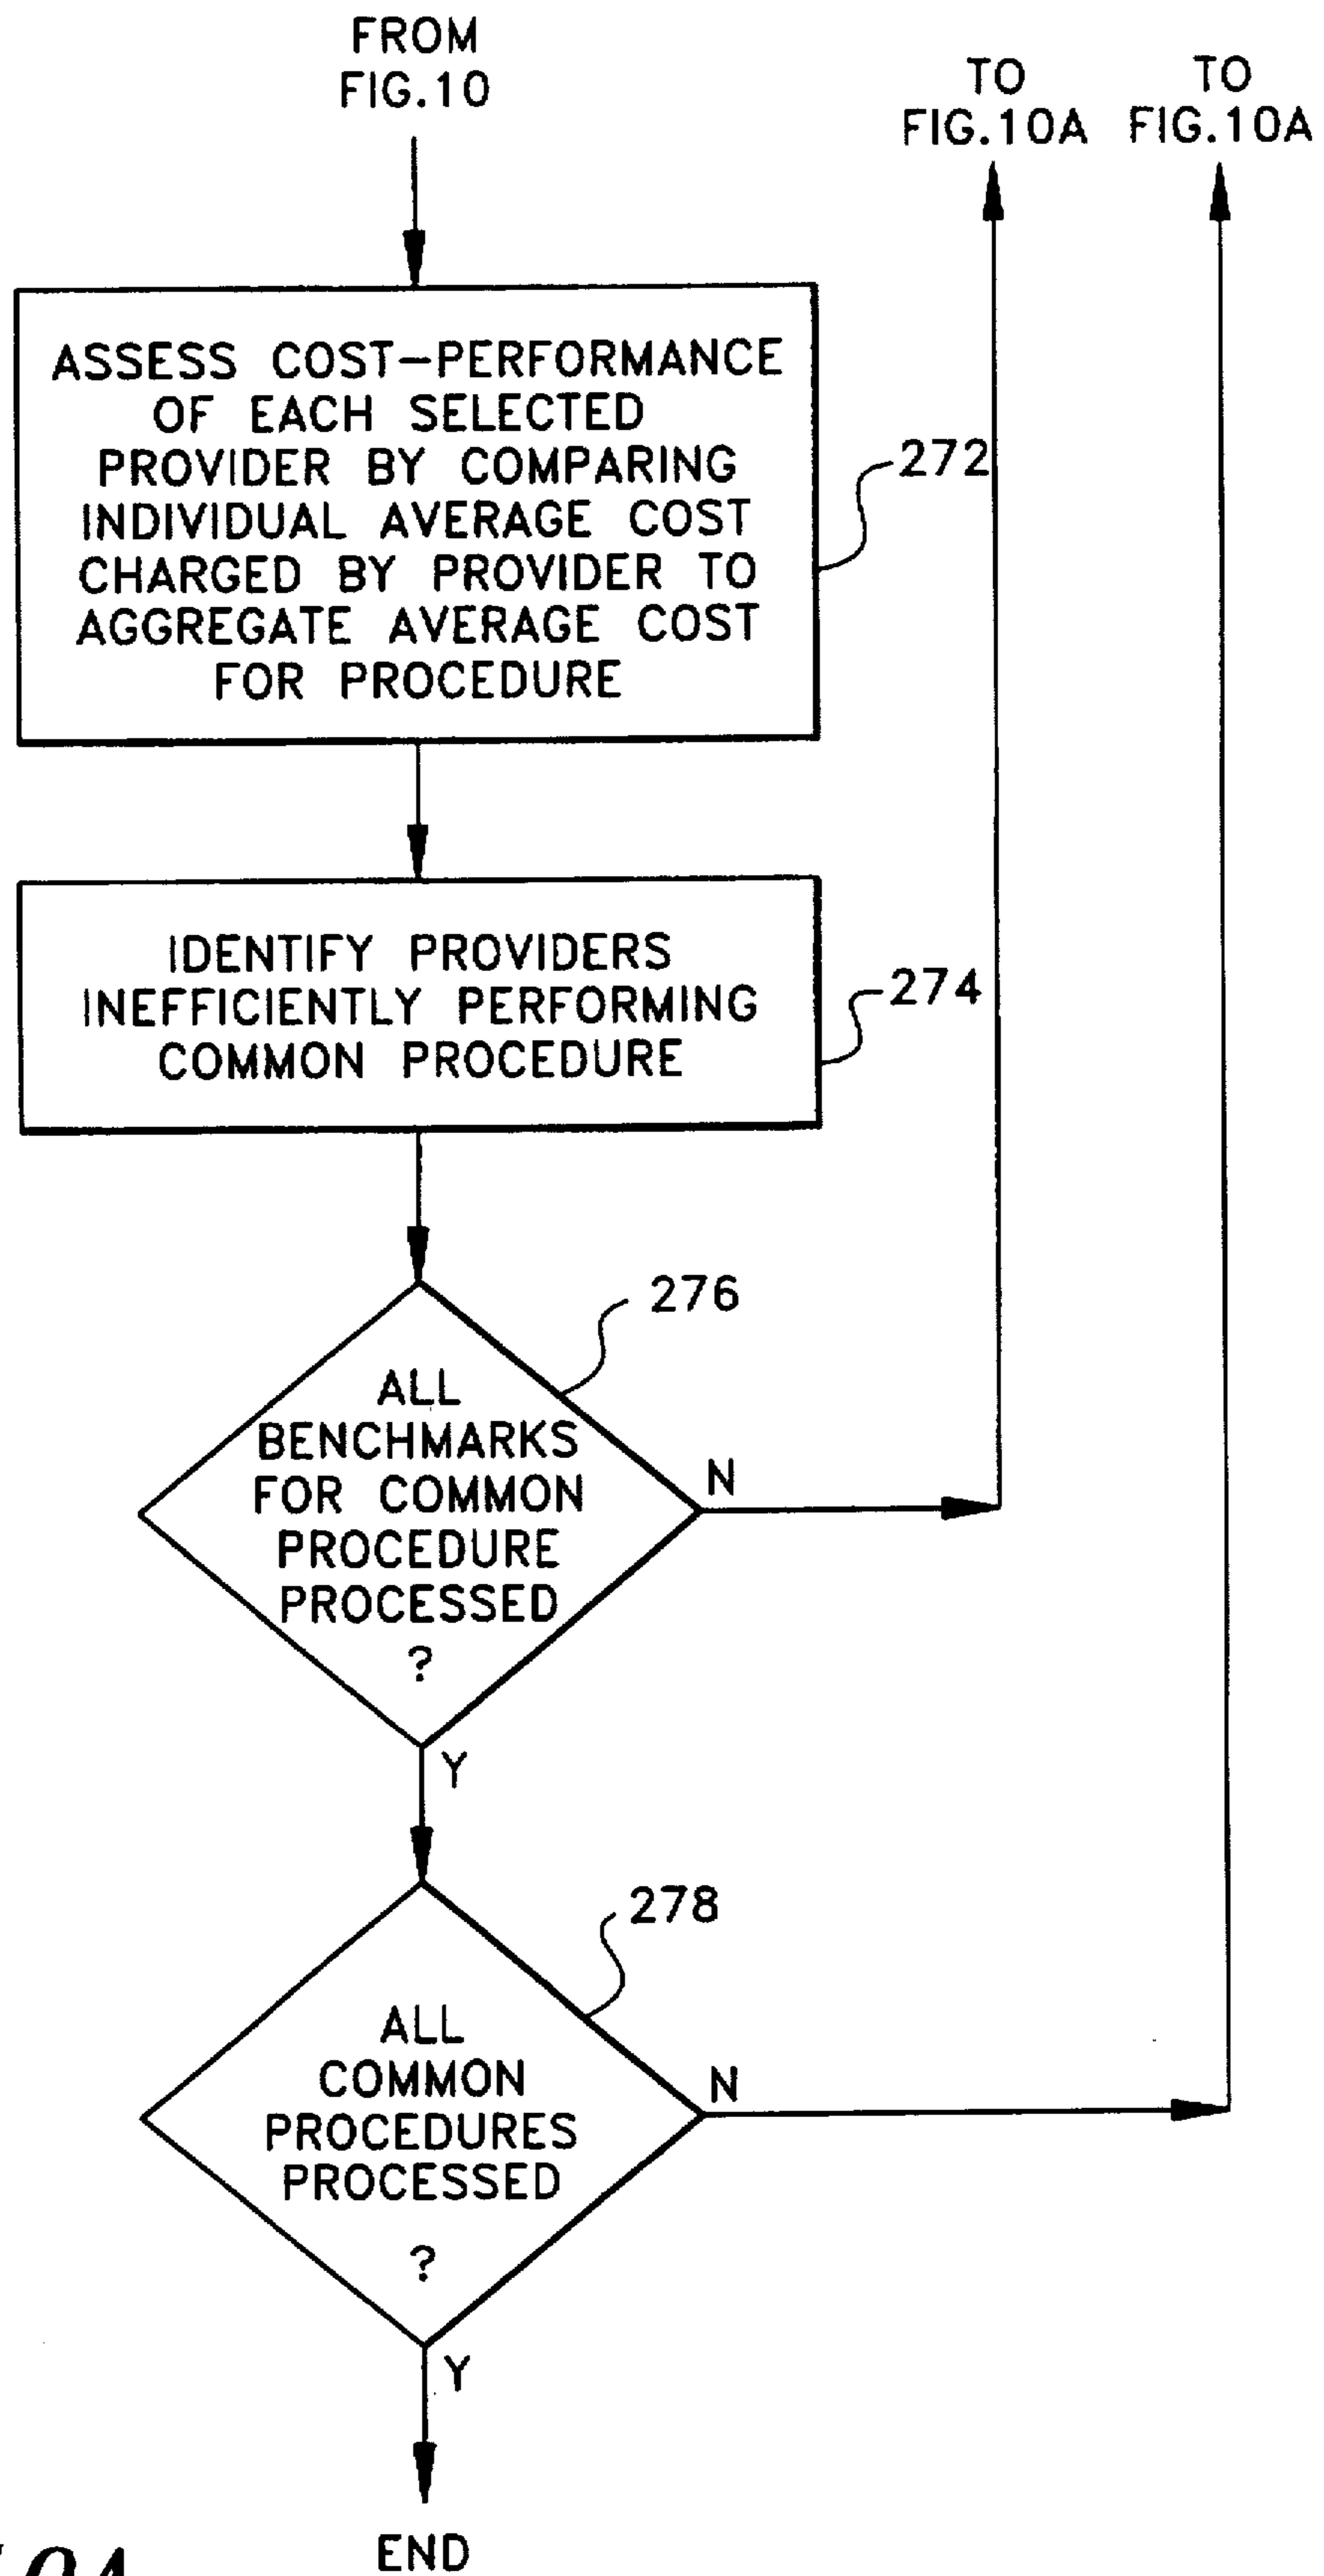 FROM
FIG.10
TO
FIG.10A
TO
FIG.10A
ASSESS COST-PERFORMANCE
OF EACH SELECTED
PROVIDER BY COMPARING
INDIVIDUAL AVERAGE COST
CHARGED BY PROVIDER TO
AGGREGATE AVERAGE COST
FOR PROCEDURE
272
IDENTIFY PROVIDERS
INEFFICIENTLY PERFORMING
COMMON PROCEDURE
274
276
ALL
BENCHMARKS
FOR COMMON
PROCEDURE
PROCESSED
?
N
Y
278
ALL
COMMON
PROCEDURES
PROCESSED
?
N
Y
END